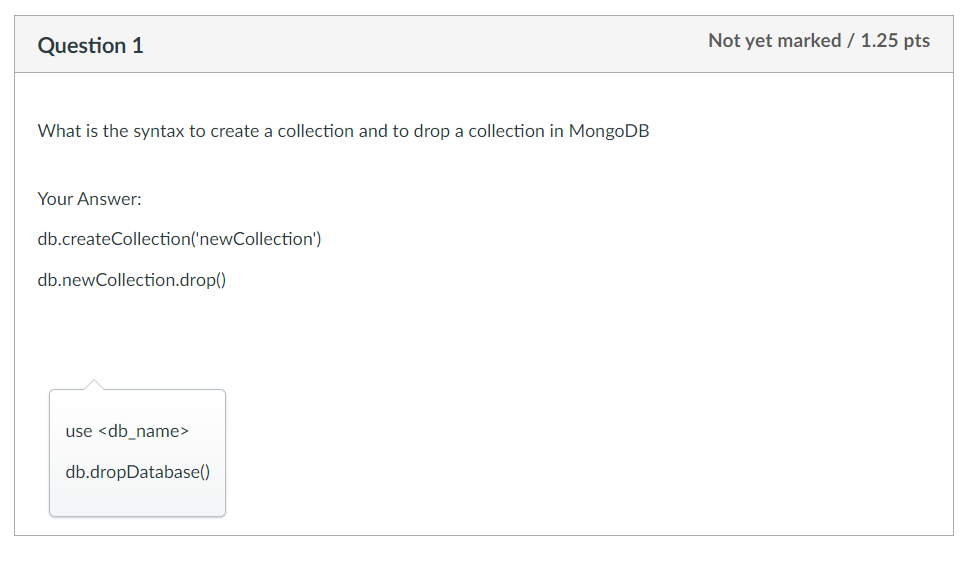 Question 1
Not yet marked / 1.25 pts
What is the syntax to create a collection and to drop a collection in MongoDB
Your Answer:
db.createCollection('newCollection')
db.newCollection.drop()
use <db_name>
db.dropDatabase()